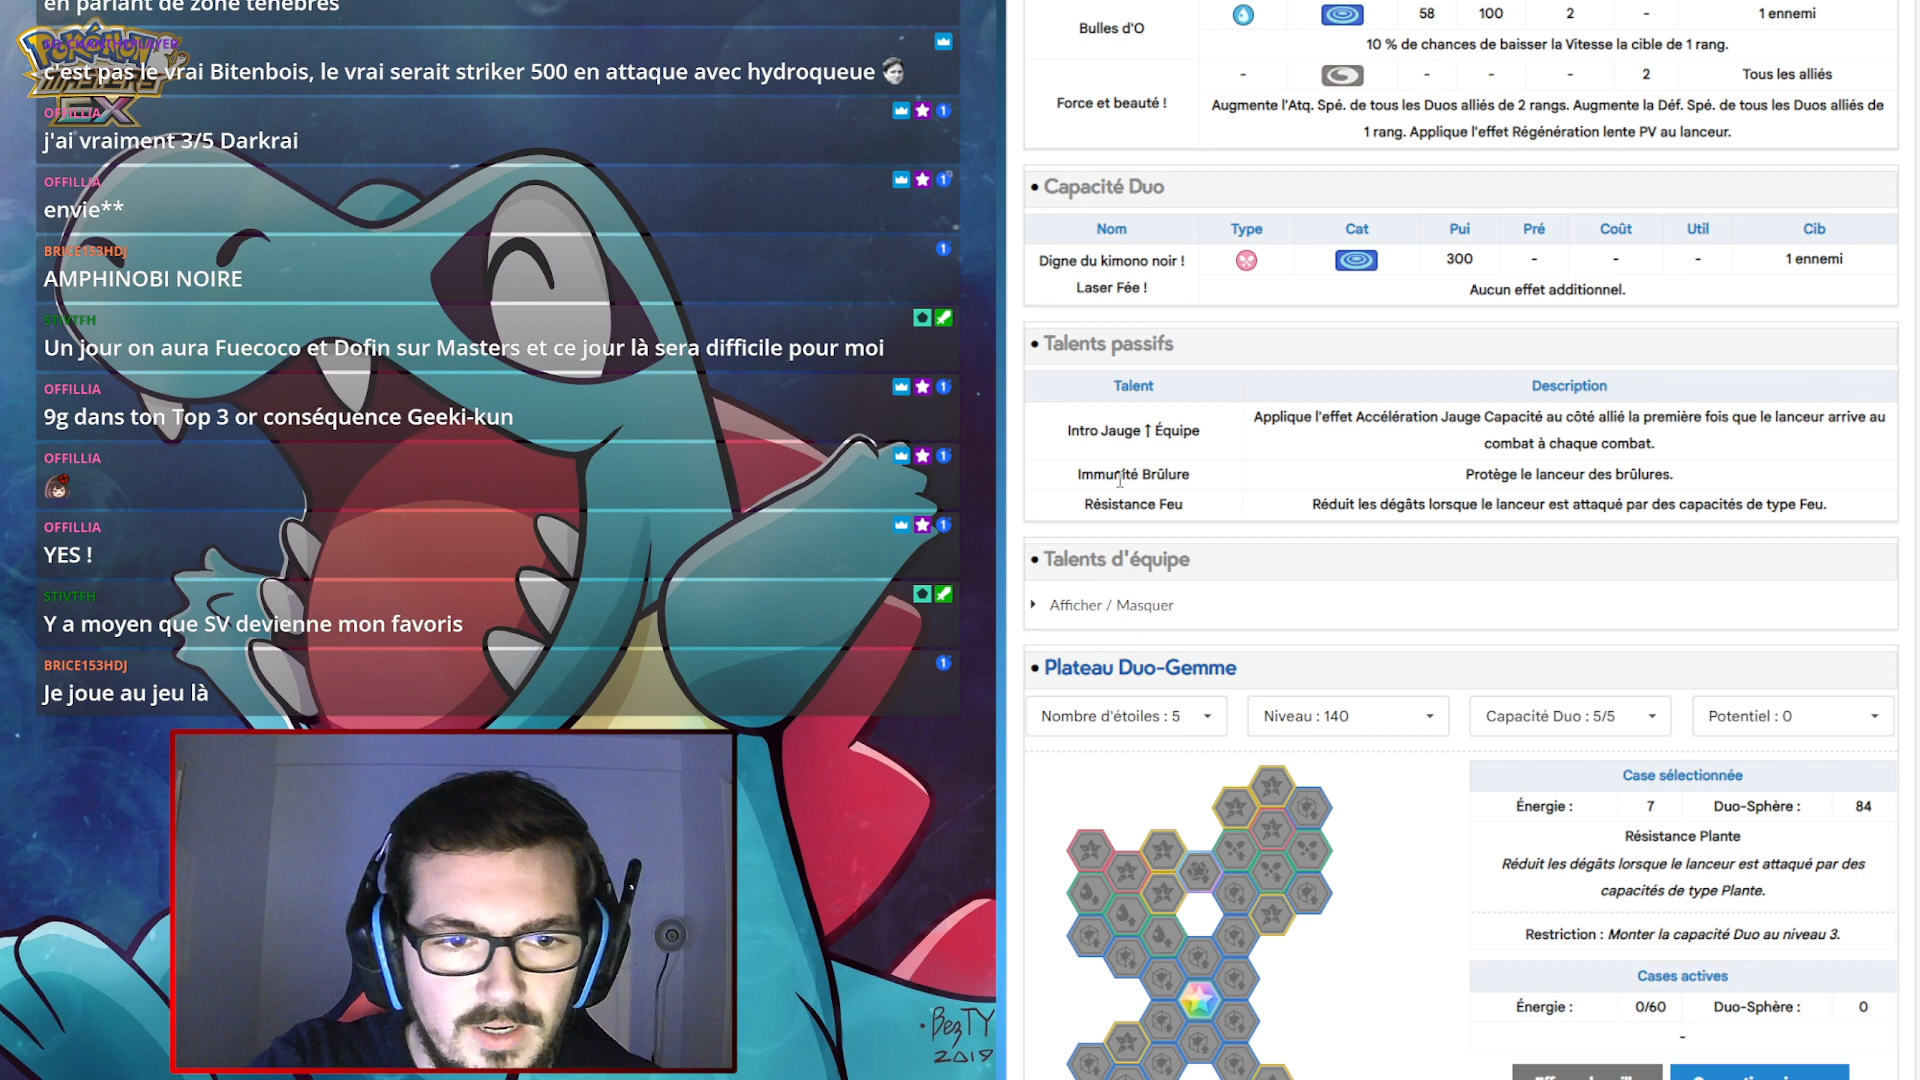 en parlant de zone ténèbres
POKÉMON
MASTERS
EX
c'est pas le vrai Bitenbois, le vrai serait striker 500 en attaque avec hydroqueue
OFFILLIA
j'ai vraiment 3/5 Darkrai
OFFILLIA
envie**
BRICE153HDJ
AMPHINOBI NOIRE
STIVTFH
Un jour on aura Fuecoco et Dofin sur Masters et ce jour là sera difficile pour moi
OFFILLIA
9g dans ton Top 3 or conséquence Geeki-kun
OFFILLIA
OFFILLIA
YES !
STIVTFH
Y a moyen que SV devienne mon favoris
BRICE153HDJ
Je joue au jeu là
BezTY
2019
Bulles d'O
58 100 2 - 1 ennemi
10 % de chances de baisser la Vitesse la cible de 1 rang.
Force et beauté !
- - - - 2 Tous les alliés
Augmente l'Atq. Spé. de tous les Duos alliés de 2 rangs. Augmente la Déf. Spé. de tous les Duos alliés de
1 rang. Applique l'effet Régénération lente PV au lanceur.
• Capacité Duo
Nom Type Cat Pui Pré Coût Util Cib
Digne du kimono noir !
Laser Fée !
300 - - - 1 ennemi
Aucun effet additionnel.
• Talents passifs
Talent Description
Intro Jauge ↑ Équipe
Applique l'effet Accélération Jauge Capacité au côté allié la première fois que le lanceur arrive au
combat à chaque combat.
Immunité Brûlure Protège le lanceur des brûlures.
Résistance Feu Réduit les dégâts lorsque le lanceur est attaqué par des capacités de type Feu.
• Talents d'équipe
Afficher / Masquer
• Plateau Duo-Gemme
Nombre d'étoiles : 5 Niveau : 140 Capacité Duo : 5/5 Potentiel : 0
Case sélectionnée
Énergie : 7 Duo-Sphère : 84
Résistance Plante
Réduit les dégâts lorsque le lanceur est attaqué par des
capacités de type Plante.
Restriction : Monter la capacité Duo au niveau 3.
Cases actives
Énergie : 0/60 Duo-Sphère : 0
-